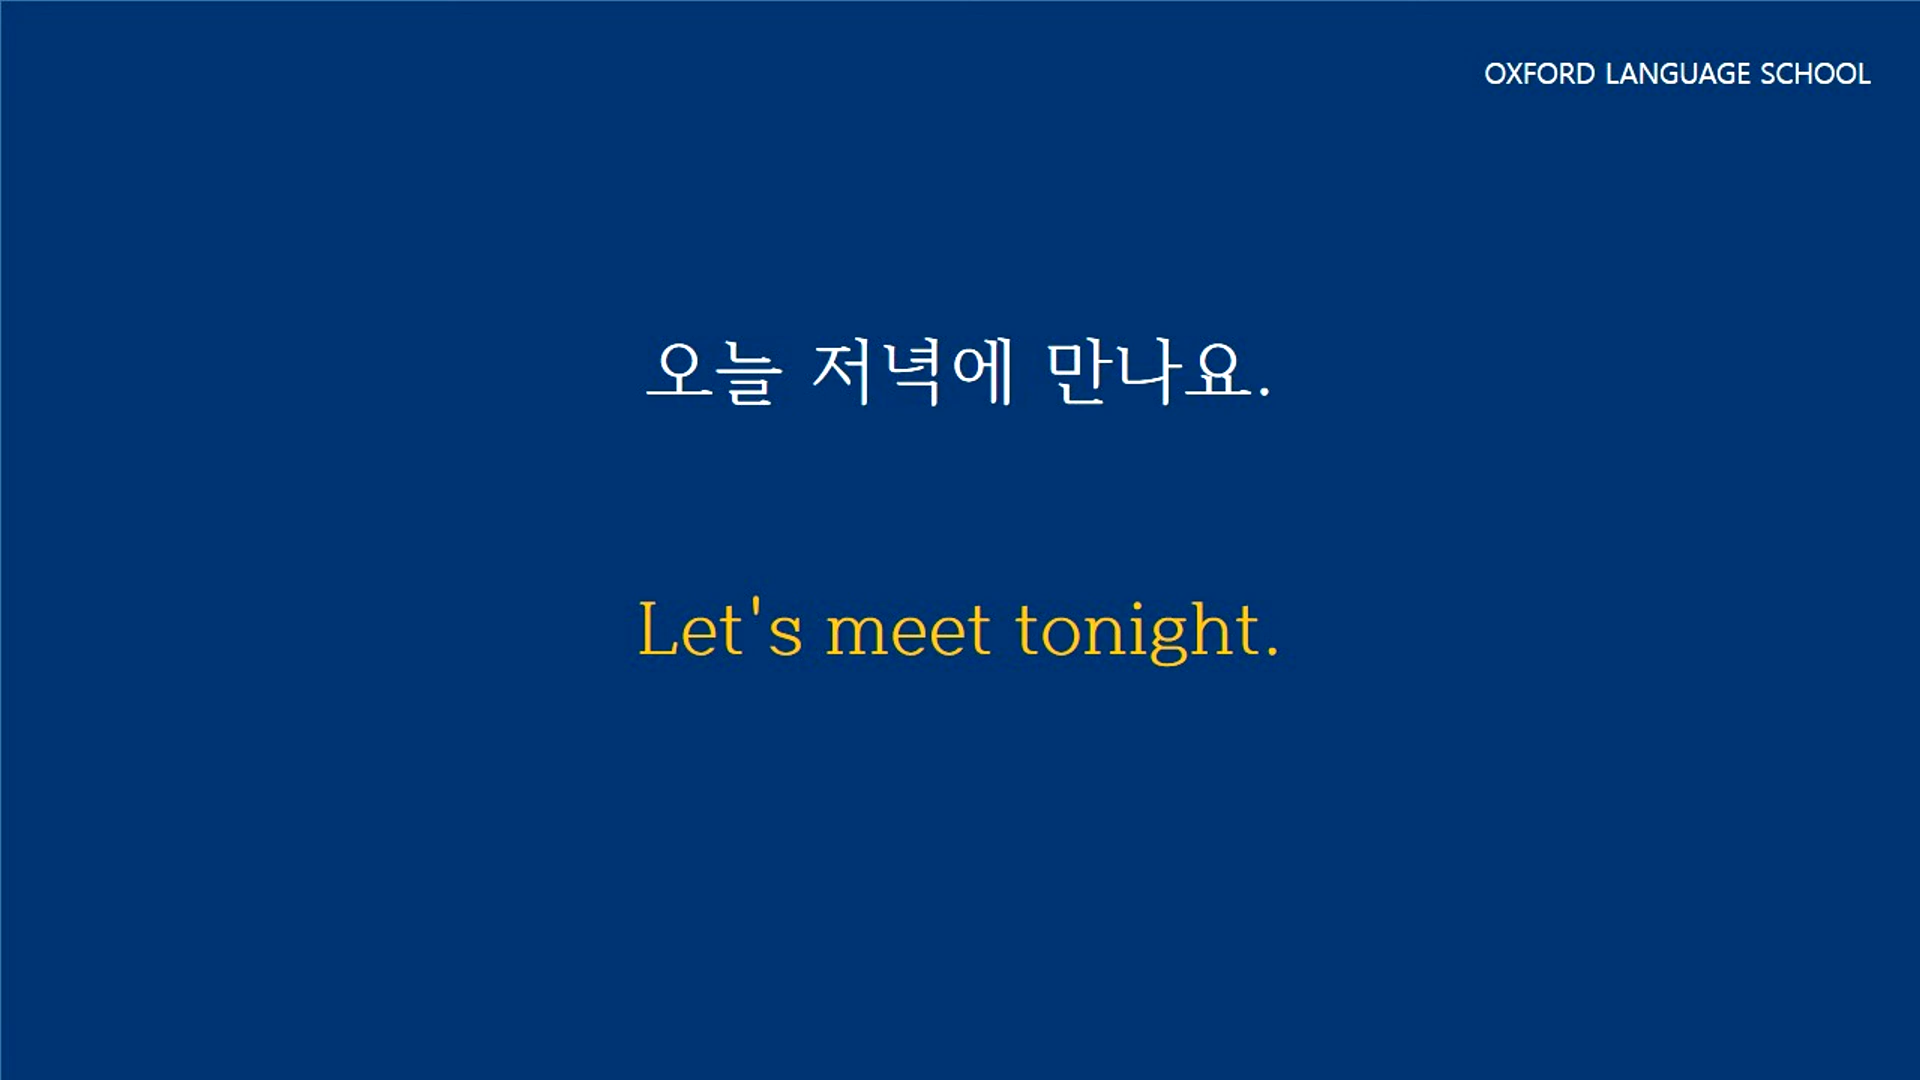 OXFORD LANGUAGE SCHOOL
오늘 저녁에 만나요.
Let's meet tonight.